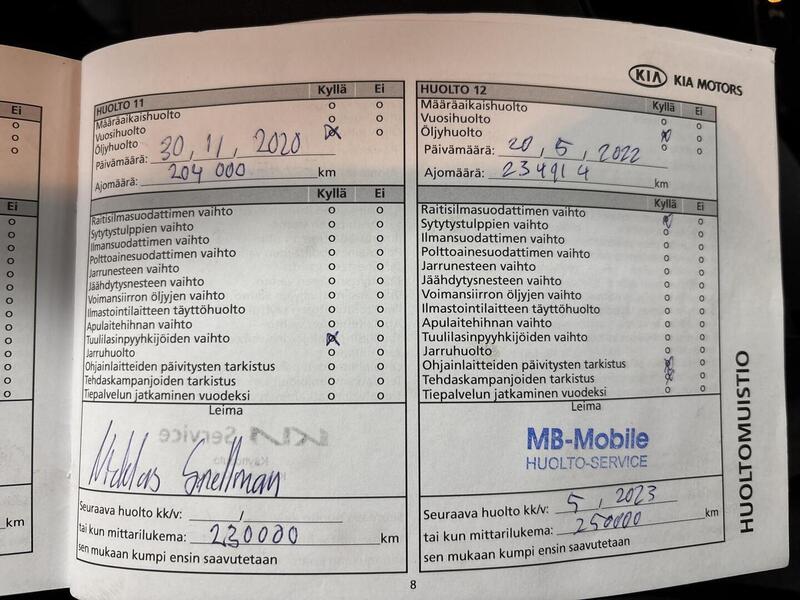 KIA KIA MOTORS
Ei
HUOLTO 11 Kyllä Ei
Määräaikaishuolto o o
Vuosihuolto o o
Öljyhuolto x o
Päivämäärä: 30, 11, 2020
Ajomäärä: 204 000 km
Kyllä Ei
Raitisilmasuodattimen vaihto o o
Sytytystulppien vaihto o o
Ilmansuodattimen vaihto o o
Polttoainesuodattimen vaihto o o
Jarrunesteen vaihto o o
Jäähdytysnesteen vaihto o o
Voimansiirron öljyjen vaihto o o
Ilmastointilaitteen täyttöhuolto o o
Apulaitehihnan vaihto o o
Tuulilasinpyyhkijöiden vaihto x o
Jarruhuolto o o
Ohjainlaitteiden päivitysten tarkistus o o
Tehdaskampanjoiden tarkistus o o
Tiepalvelun jatkaminen vuodeksi o o
Leima
Niklas Snellman
Seuraava huolto kk/v: /
tai kun mittarilukema: 230000 km
sen mukaan kumpi ensin saavutetaan
HUOLTO 12 Kyllä Ei
Määräaikaishuolto o o
Vuosihuolto x o
Öljyhuolto o o
Päivämäärä: 20, 5, 2022
Ajomäärä: 234914 km
Kyllä Ei
Raitisilmasuodattimen vaihto x o
Sytytystulppien vaihto o o
Ilmansuodattimen vaihto o o
Polttoainesuodattimen vaihto o o
Jarrunesteen vaihto o o
Jäähdytysnesteen vaihto o o
Voimansiirron öljyjen vaihto o o
Ilmastointilaitteen täyttöhuolto o o
Apulaitehihnan vaihto o o
Tuulilasinpyyhkijöiden vaihto o o
Jarruhuolto x o
Ohjainlaitteiden päivitysten tarkistus x o
Tehdaskampanjoiden tarkistus o o
Tiepalvelun jatkaminen vuodeksi o o
Leima
MB-Mobile
HUOLTO-SERVICE
Seuraava huolto kk/v: 5, 2023
tai kun mittarilukema: 250000 km
sen mukaan kumpi ensin saavutetaan
HUOLTOMUISTIO
8
Ei
km